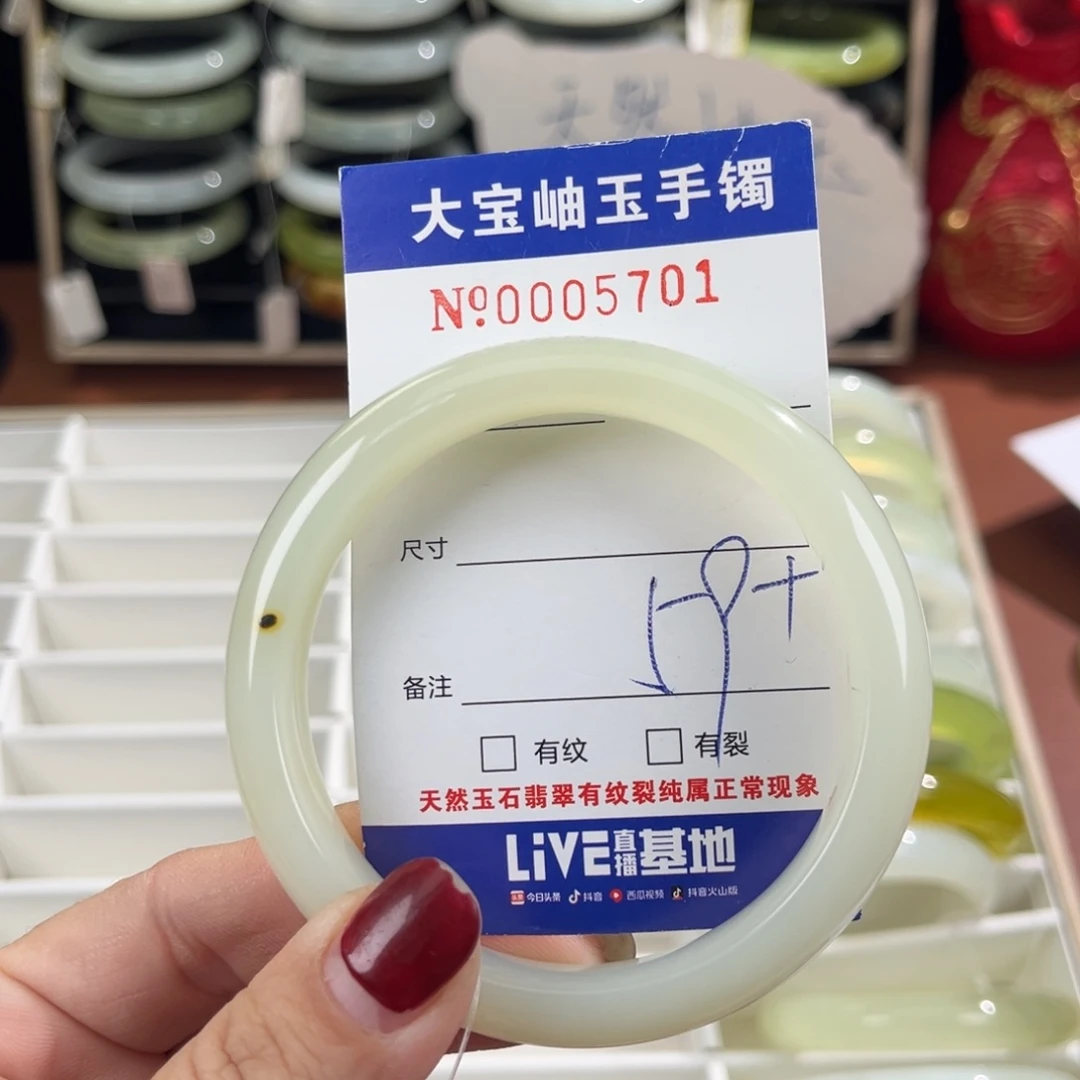 大宝岫玉手镯
Nº:0005701
尺寸
59+
备注
有纹 有裂
天然玉石翡翠有纹裂纯属正常现象
LiVE直播基地
今日头条 抖音 西瓜视频 抖音火山版